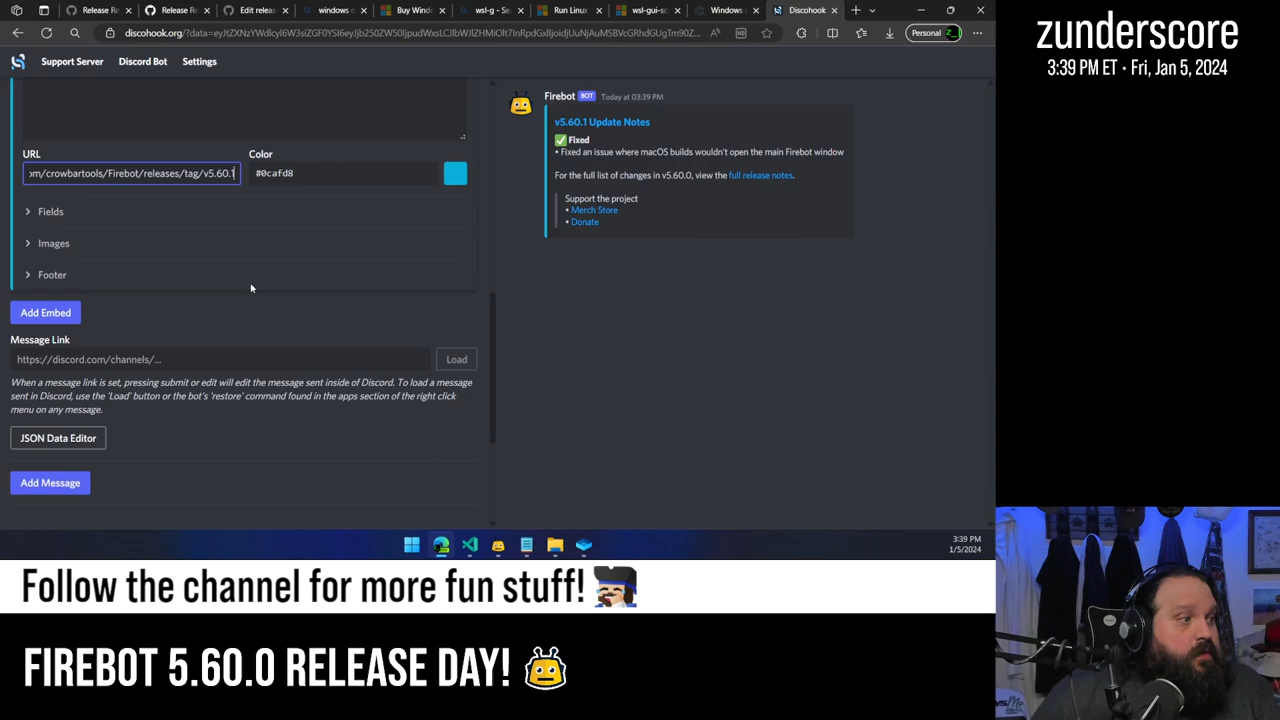 Release Re
Release R
Edit relea
windows o
Buy Wind
wsl-g - Se
Run Linux
wsl-gui-sc
Windows
Discohook
discohook.org/?data=
Personal
Support Server
Discord Bot
Settings
URL
Color
om/crowbartools/Firebot/releases/tag/v5.60.1
#0cafd8
Fields
Images
Footer
Add Embed
Message Link
https://discord.com/channels/...
Load
When a message link is set, pressing submit or edit will edit the message sent inside of Discord. To load a message
sent in Discord, use the 'Load' button or the bot's 'restore' command found in the apps section of the right click
menu on any message.
JSON Data Editor
Add Message
Firebot BOT Today at 03:39 PM
v5.60.1 Update Notes
✅ Fixed
• Fixed an issue where macOS builds wouldn't open the main Firebot window
For the full list of changes in v5.60.0, view the full release notes.
Support the project
• Merch Store
• Donate
3:39 PM
1/5/2024
zunderscore
3:39 PM ET • Fri, Jan 5, 2024
Follow the channel for more fun stuff!
FIREBOT 5.60.0 RELEASE DAY!